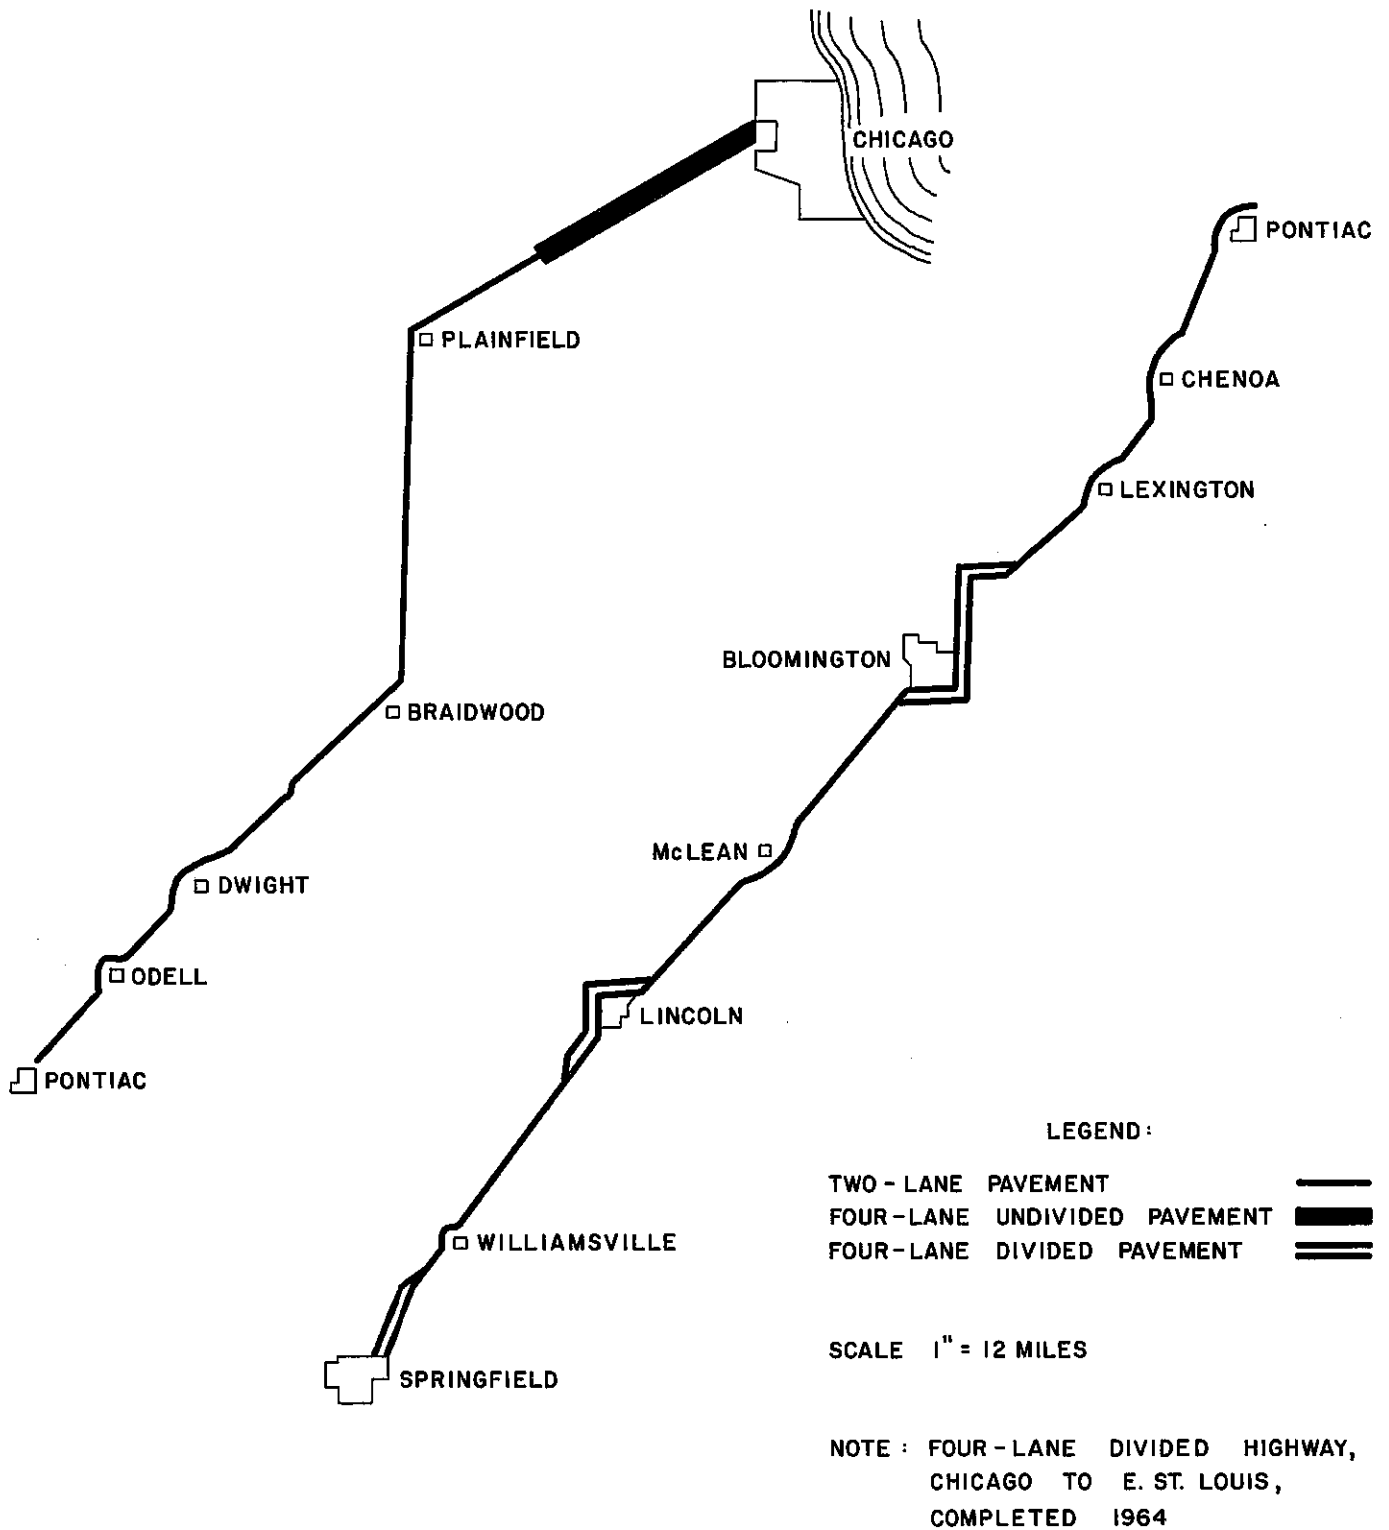 CHICAGO
PONTIAC
PLAINFIELD
CHENOA
LEXINGTON
BLOOMINGTON
BRAIDWOOD
McLEAN
DWIGHT
ODELL
LINCOLN
PONTIAC
LEGEND:
TWO-LANE PAVEMENT
FOUR-LANE UNDIVIDED PAVEMENT
FOUR-LANE DIVIDED PAVEMENT
WILLIAMSVILLE
SCALE 1" = 12 MILES
SPRINGFIELD
NOTE: FOUR-LANE DIVIDED HIGHWAY,
CHICAGO TO E. ST. LOUIS,
COMPLETED 1964